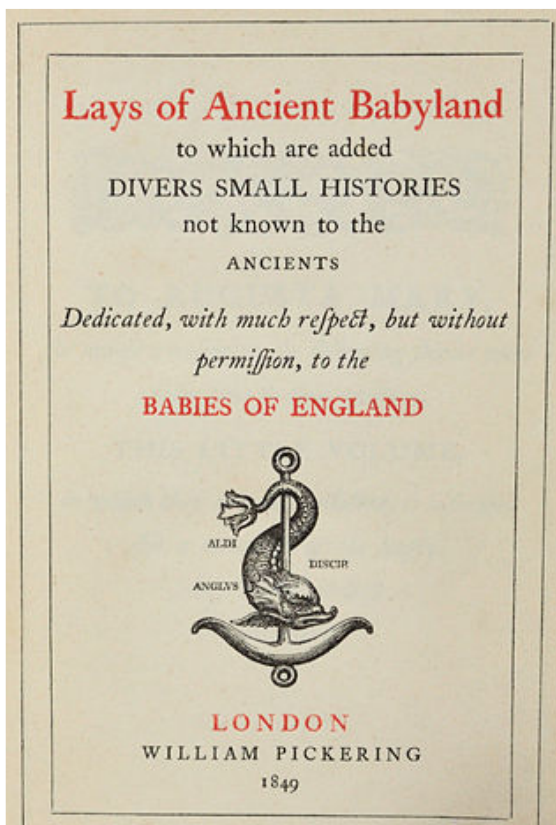 Lays of Ancient Babyland
to which are added
DIVERS SMALL HISTORIES
not known to the
ANCIENTS
Dedicated, with much reſpect, but without
permiſſion, to the
BABIES OF ENGLAND
ALDI
DISCIP.
ANGLVS
LONDON
WILLIAM PICKERING
1849